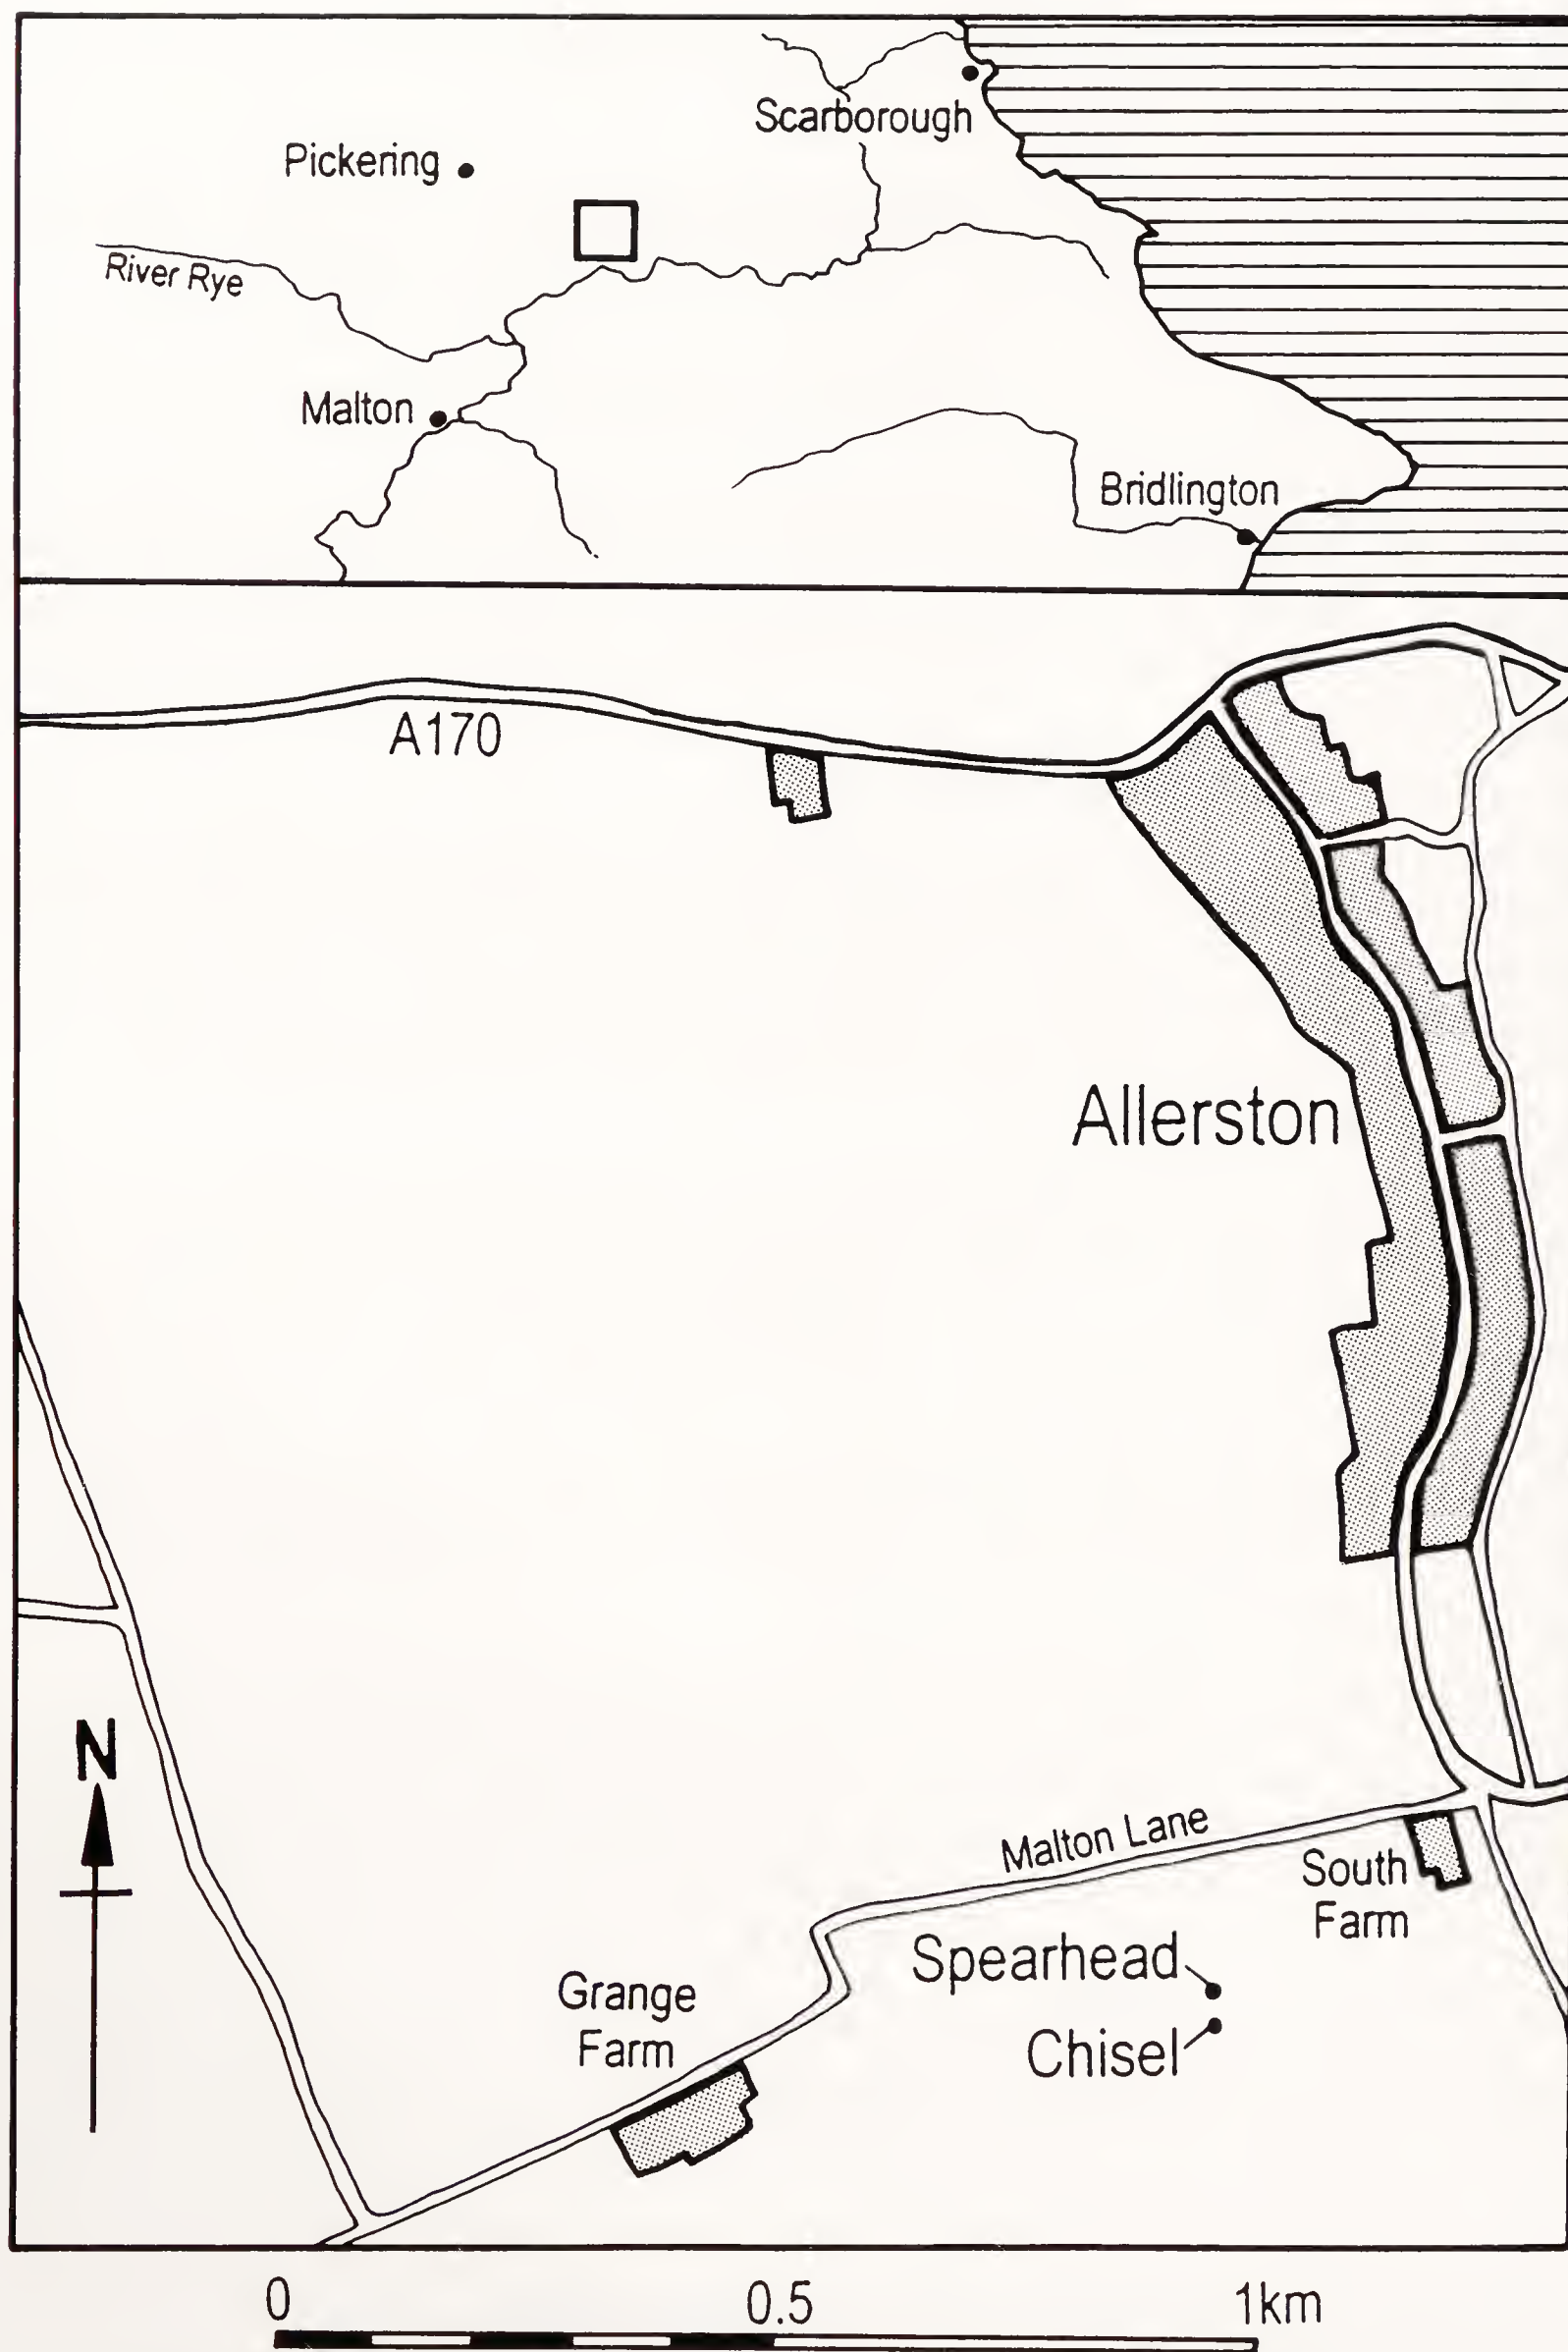 Scarborough
Pickering
River Rye
Malton
Bridlington
A170
Allerston
N
Malton Lane
South
Farm
Spearhead
Grange
Farm
Chisel
0 0.5 1km